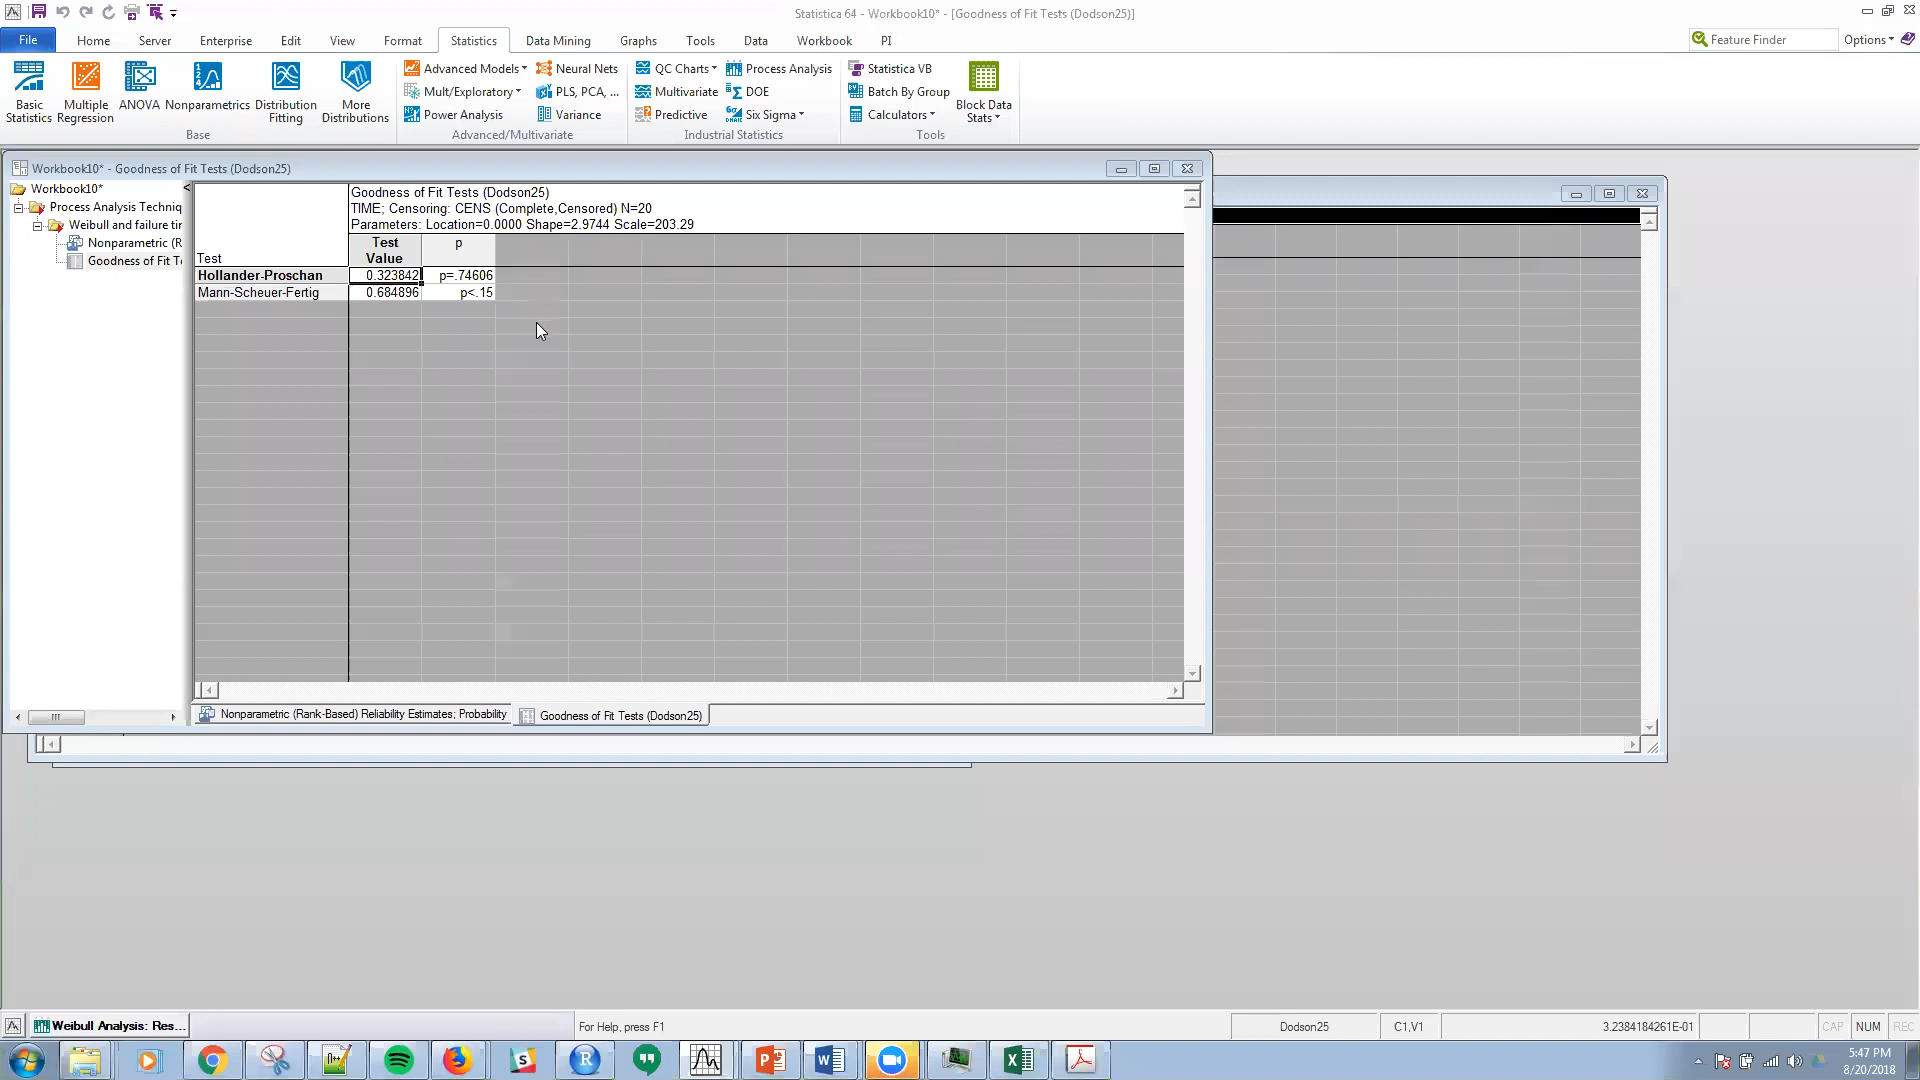 Statistica 64 - Workbook10* - [Goodness of Fit Tests (Dodson25)]
File Home Server Enterprise Edit View Format Statistics Data Mining Graphs Tools Data Workbook PI
Feature Finder Options
Basic Statistics
Multiple Regression
ANOVA
Nonparametrics
Distribution Fitting
More Distributions
Base
Advanced Models
Neural Nets
Mult/Exploratory
PLS, PCA, ...
Power Analysis
Variance
Advanced/Multivariate
QC Charts
Process Analysis
Multivariate
DOE
Predictive
Six Sigma
Industrial Statistics
Statistica VB
Batch By Group
Calculators
Block Data Stats
Tools
Workbook10* - Goodness of Fit Tests (Dodson25)
Workbook10*
Process Analysis Techniq
Weibull and failure tir
Nonparametric (R
Goodness of Fit T
Goodness of Fit Tests (Dodson25)
TIME; Censoring: CENS (Complete,Censored) N=20
Parameters: Location=0.0000 Shape=2.9744 Scale=203.29
Test Test Value p
Hollander-Proschan 0.323842 p=.74606
Mann-Scheuer-Fertig 0.684896 p<.15
Nonparametric (Rank-Based) Reliability Estimates; Probability
Goodness of Fit Tests (Dodson25)
Weibull Analysis: Res...
For Help, press F1
Dodson25 C1,V1 3.2384184261E-01 CAP NUM REC
5:47 PM
8/20/2018